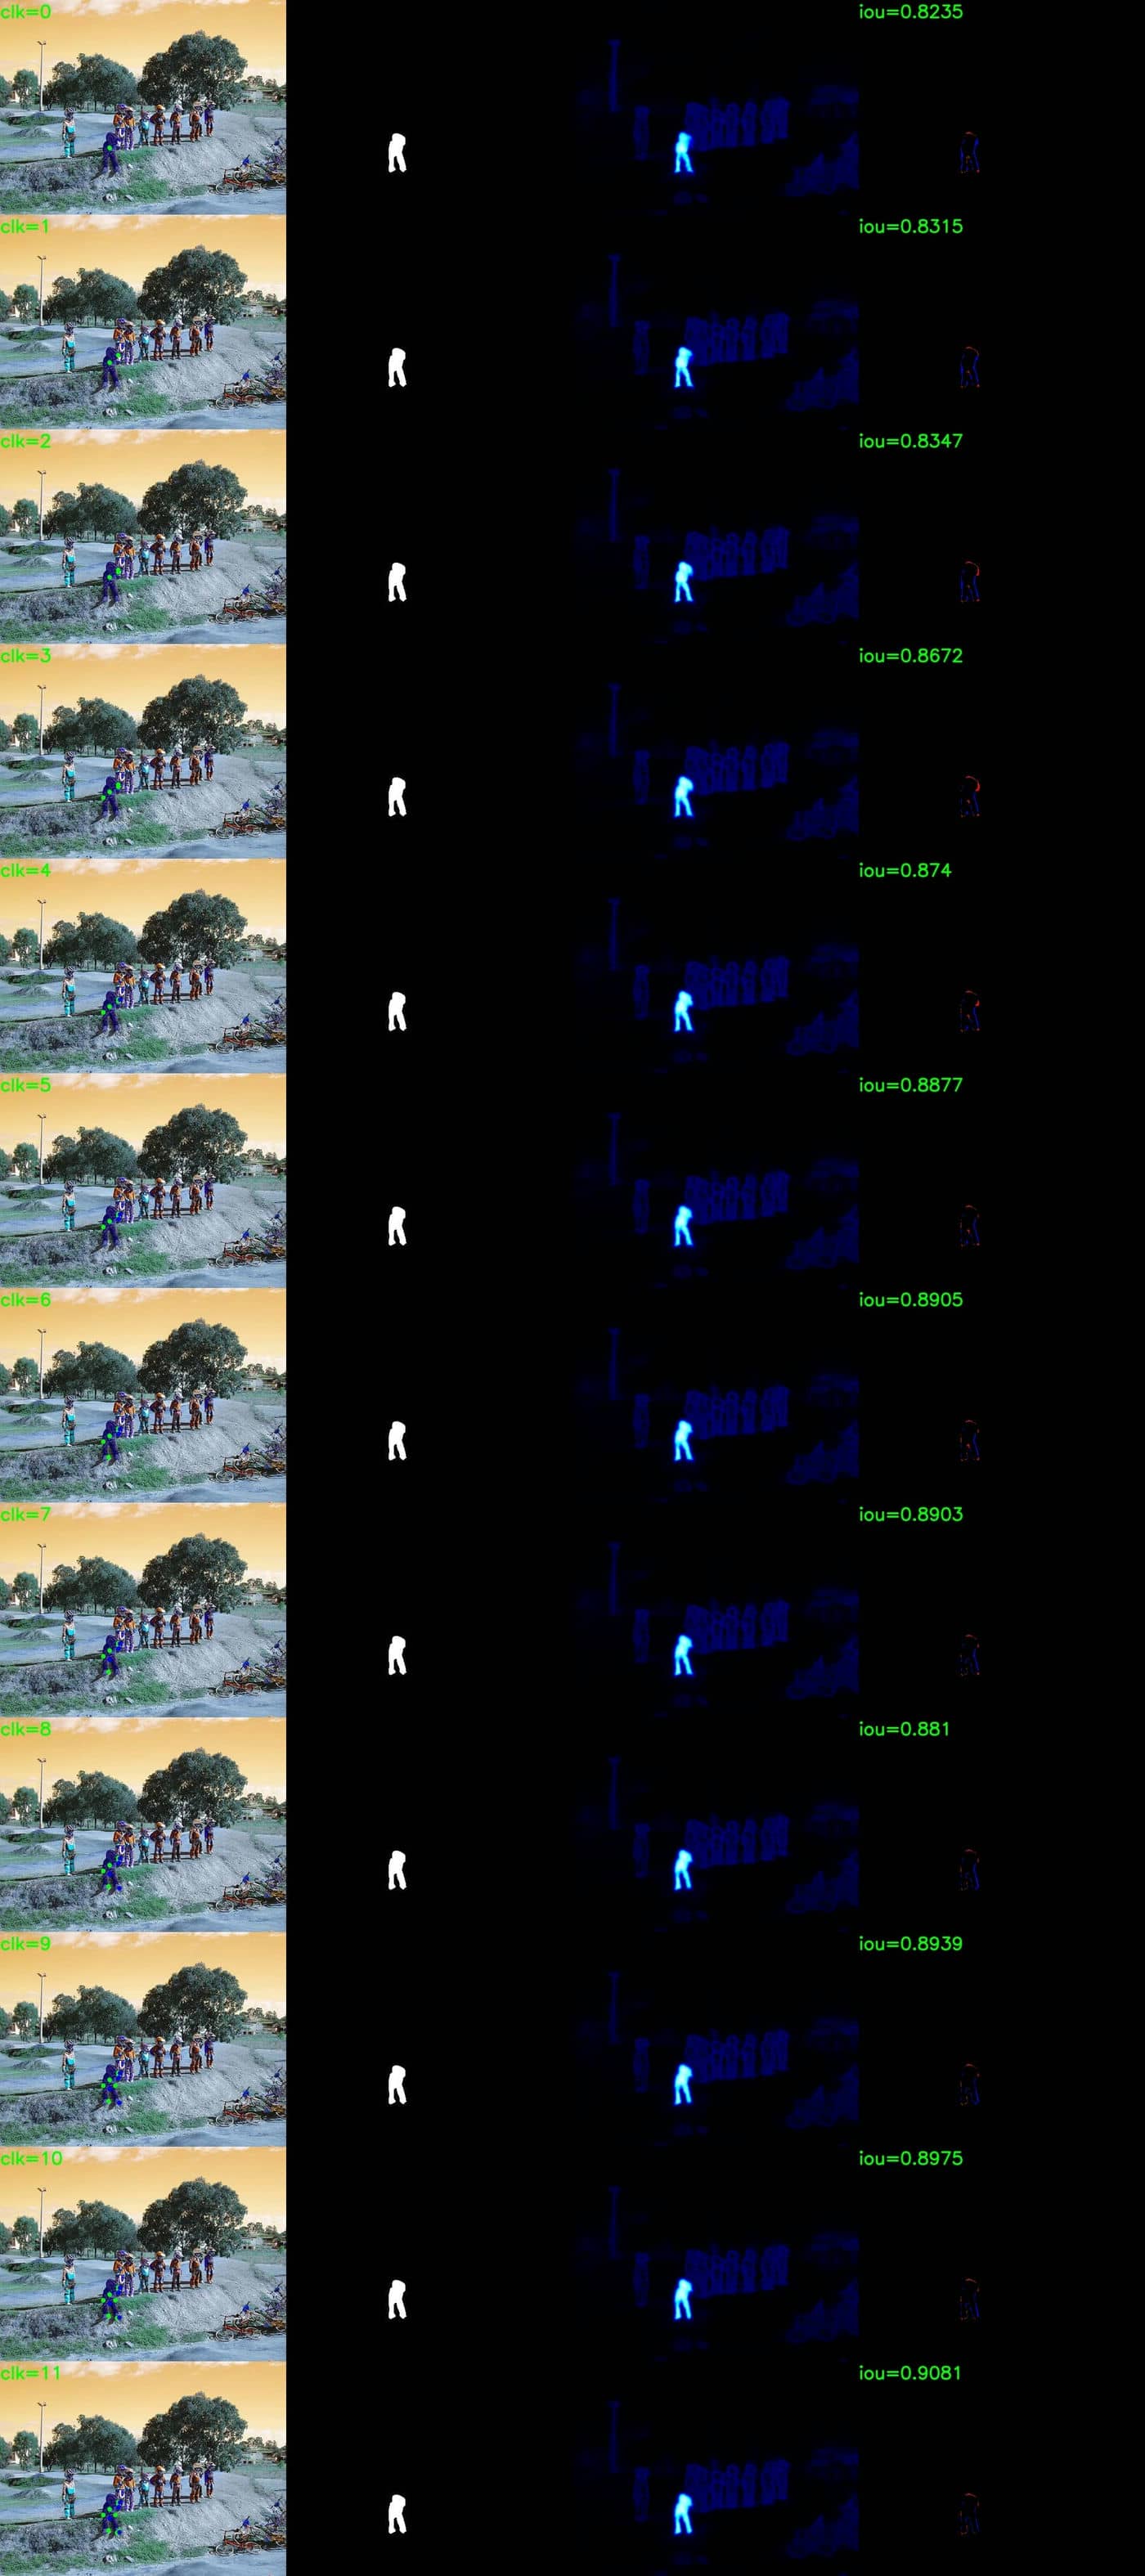 clk=0 iou=0.8235
clk=1 iou=0.8315
clk=2 iou=0.8347
clk=3 iou=0.8672
clk=4 iou=0.874
clk=5 iou=0.8877
clk=6 iou=0.8905
clk=7 iou=0.8903
clk=8 iou=0.881
clk=9 iou=0.8939
clk=10 iou=0.8975
clk=11 iou=0.9081